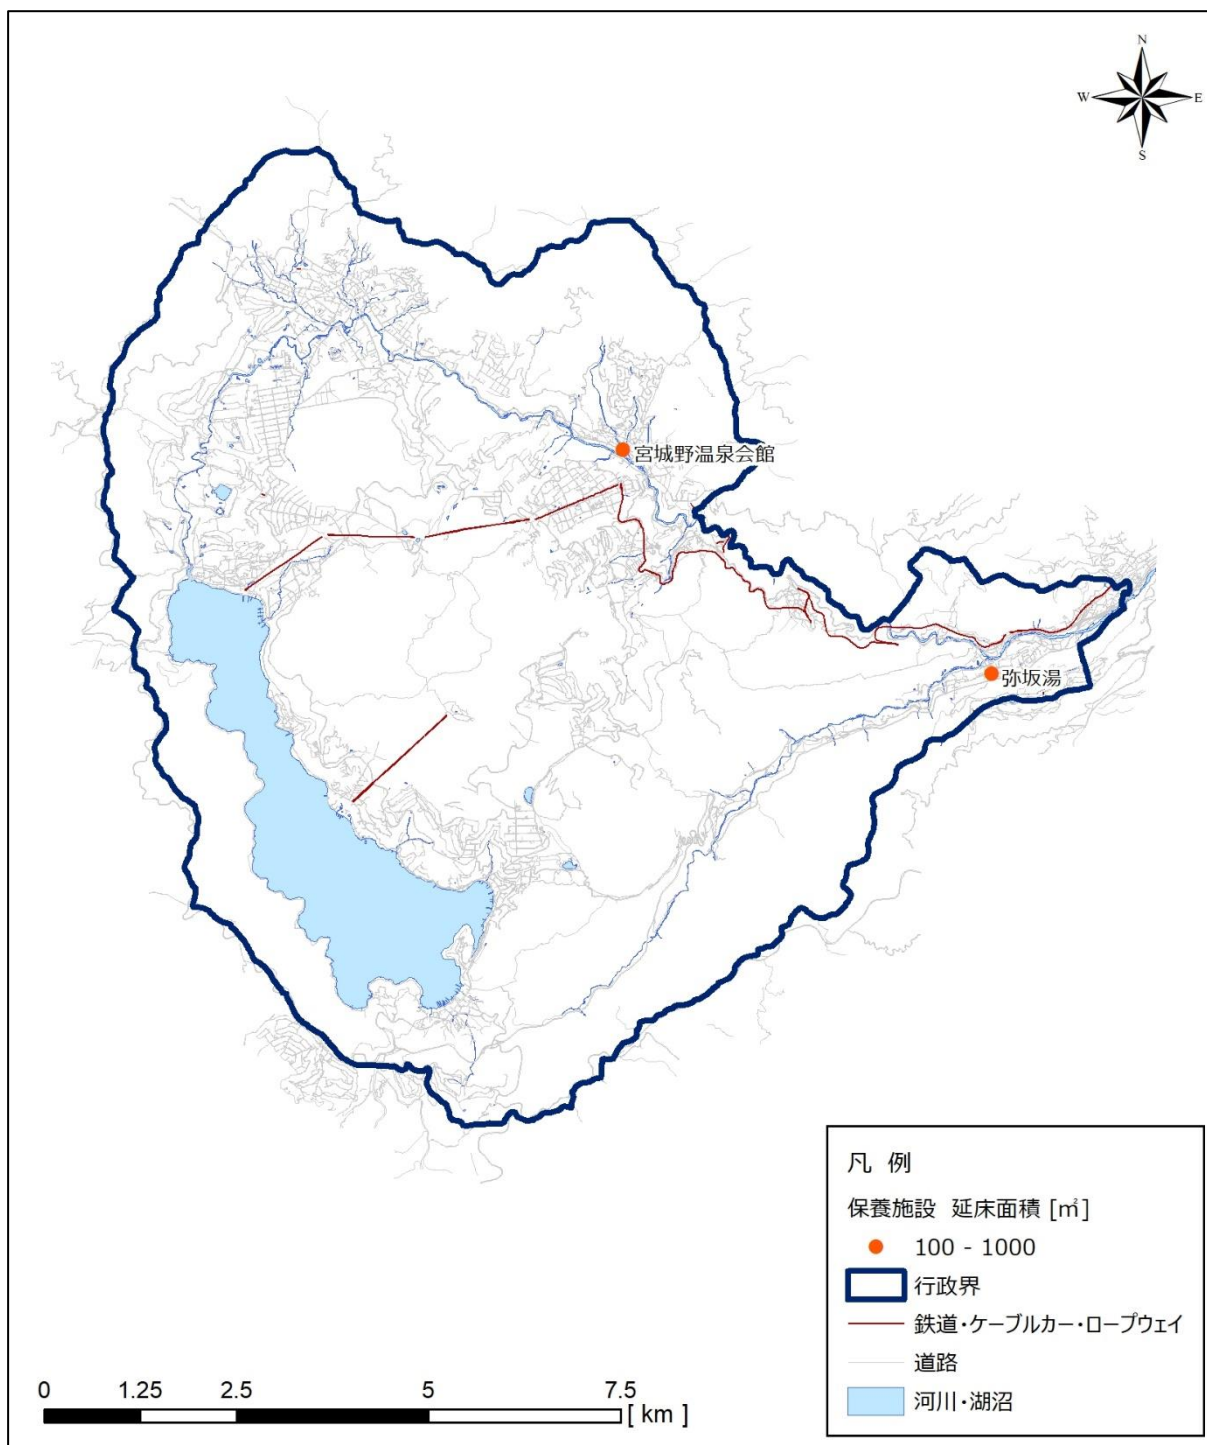 N
W E
S
宮城野温泉会館
弥坂湯
凡 例
保養施設 延床面積 [㎡]
100 - 1000
行政界
鉄道・ケーブルカー・ロープウェイ
道路
河川・湖沼
0 1.25 2.5 5 7.5
[ km ]